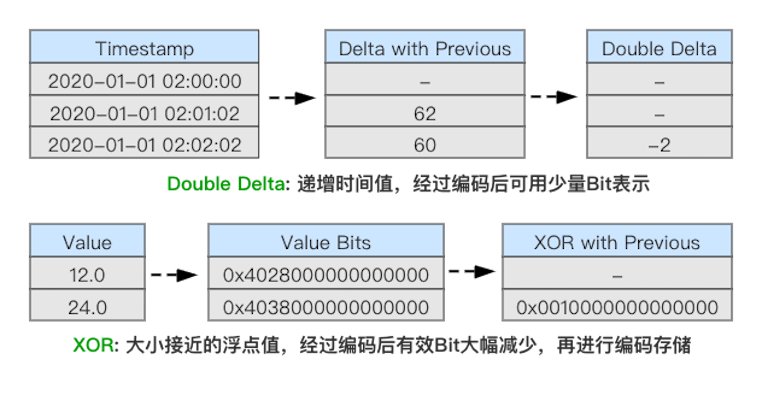 Timestamp Delta with Previous Double Delta
2020-01-01 02:00:00 - -
2020-01-01 02:01:02 62 -
2020-01-01 02:02:02 60 -2
Double Delta: 递增时间值，经过编码后可用少量Bit表示
Value Value Bits XOR with Previous
12.0 0x4028000000000000 -
24.0 0x4038000000000000 0x0010000000000000
XOR: 大小接近的浮点值，经过编码后有效Bit大幅减少，再进行编码存储